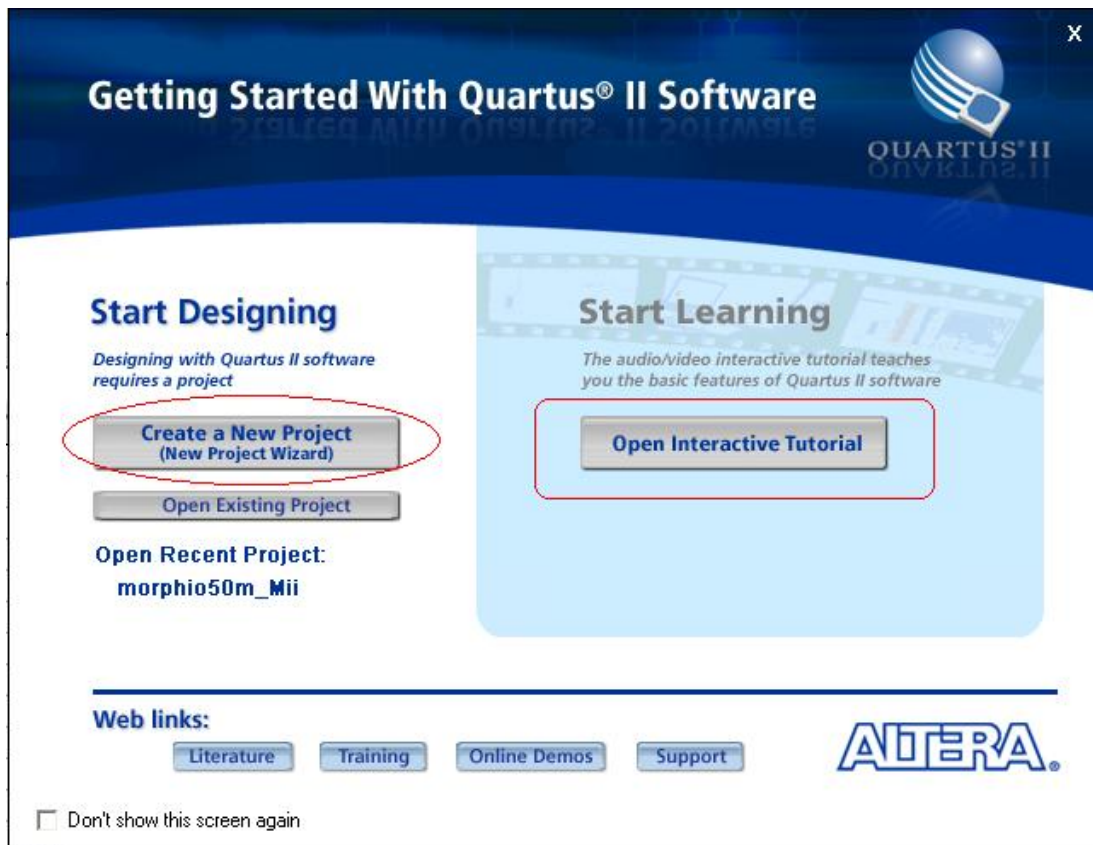 X
Getting Started With Quartus® II Software
QUARTUS® II
Start Designing
Designing with Quartus II software
requires a project
Create a New Project
(New Project Wizard)
Open Existing Project
Open Recent Project:
morphio50m_Mii
Start Learning
The audio/video interactive tutorial teaches
you the basic features of Quartus II software
Open Interactive Tutorial
Web links:
Literature
Training
Online Demos
Support
ALTERA®
Don't show this screen again